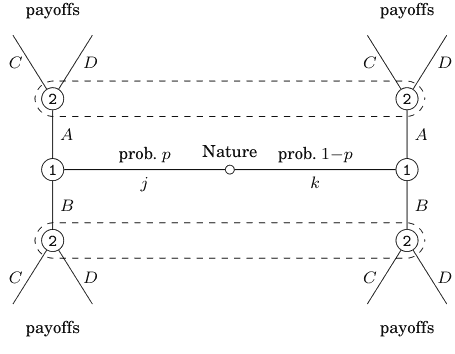 payoffs payoffs
C D C D
2 2
A A
prob. p Nature prob. 1−p
1 1
j k
B B
2 2
C D C D
payoffs payoffs